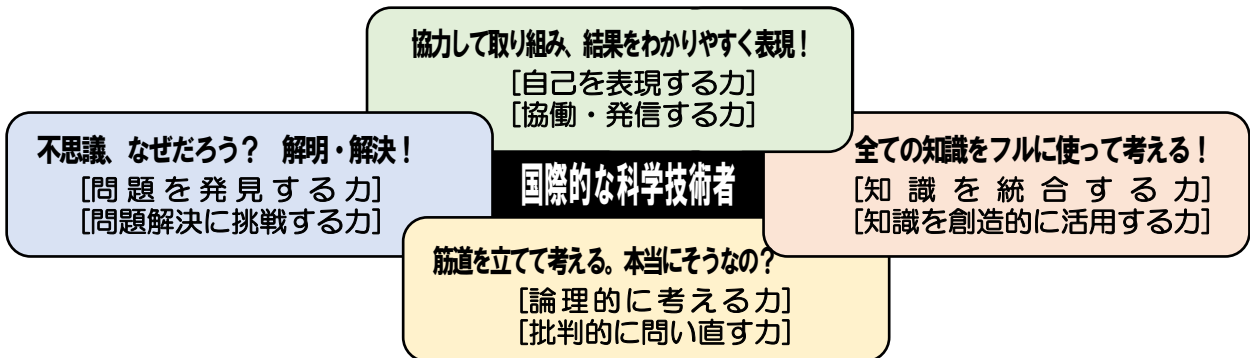 協力して取り組み、結果をわかりやすく表現！
[自己を表現する力]
[協働・発信する力]
不思議、なぜだろう？　解明・解決！
[問題を発見する力]
[問題解決に挑戦する力]
国際的な科学技術者
全ての知識をフルに使って考える！
[知識を統合する力]
[知識を創造的に活用する力]
筋道を立てて考える。本当にそうなの？
[論理的に考える力]
[批判的に問い直す力]